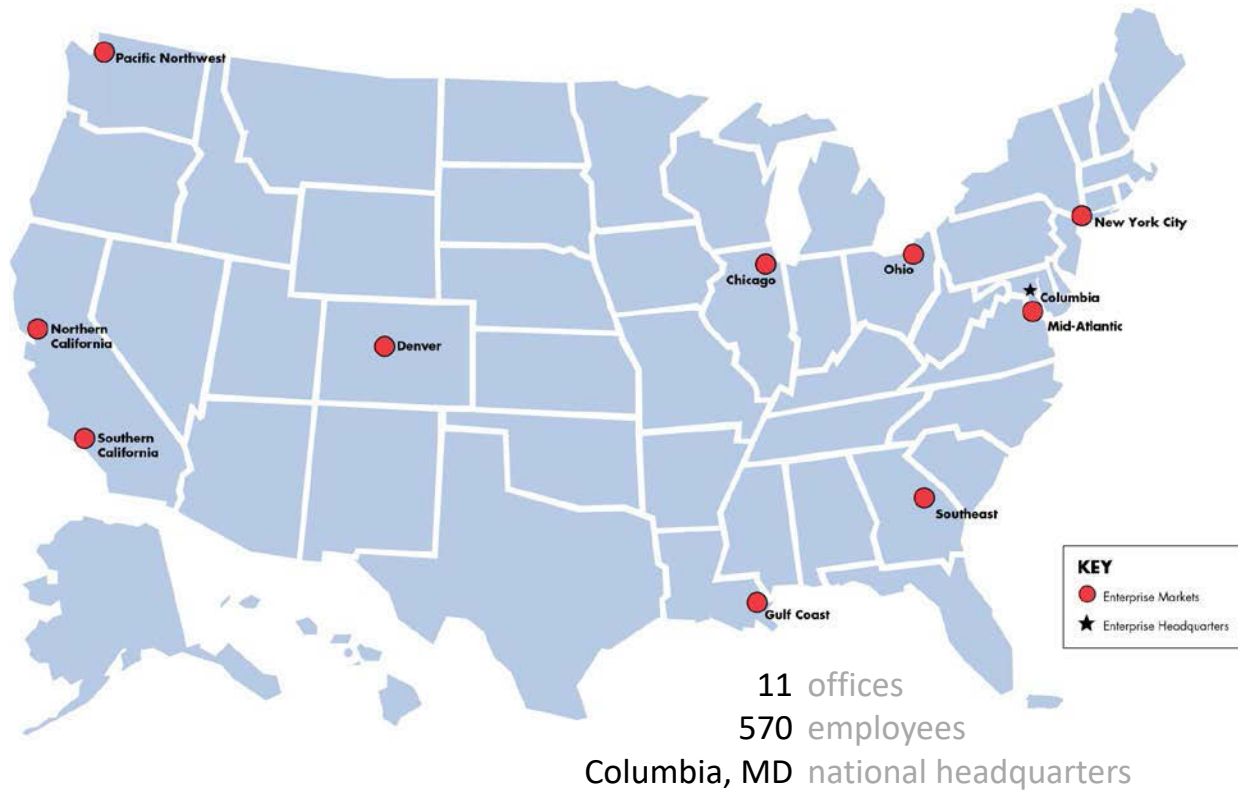 Pacific Northwest
New York City
Chicago
Ohio
Columbia
Mid-Atlantic
Northern
California
Denver
Southern
California
Southeast
Gulf Coast
KEY
Enterprise Markets
Enterprise Headquarters
11 offices
570 employees
Columbia, MD national headquarters